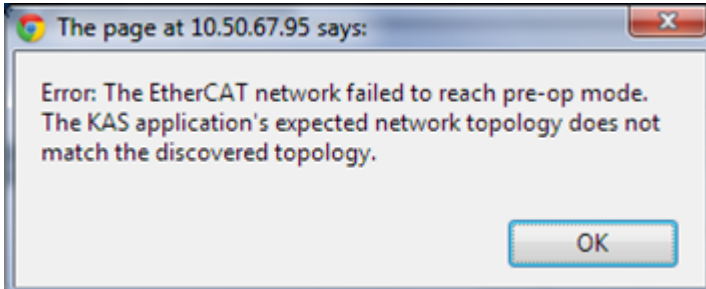 The page at 10.50.67.95 says:
Error: The EtherCAT network failed to reach pre-op mode.
The KAS application's expected network topology does not
match the discovered topology.
OK